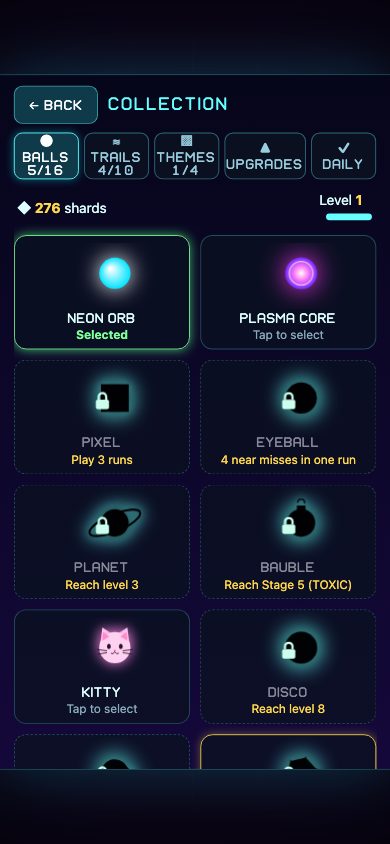 ← BACK
COLLECTION
BALLS
5/16
TRAILS
4/10
THEMES
1/4
UPGRADES
DAILY
276 shards
Level 1
NEON ORB
Selected
PLASMA CORE
Tap to select
PIXEL
Play 3 runs
EYEBALL
4 near misses in one run
PLANET
Reach level 3
BAUBLE
Reach Stage 5 (TOXIC)
KITTY
Tap to select
DISCO
Reach level 8